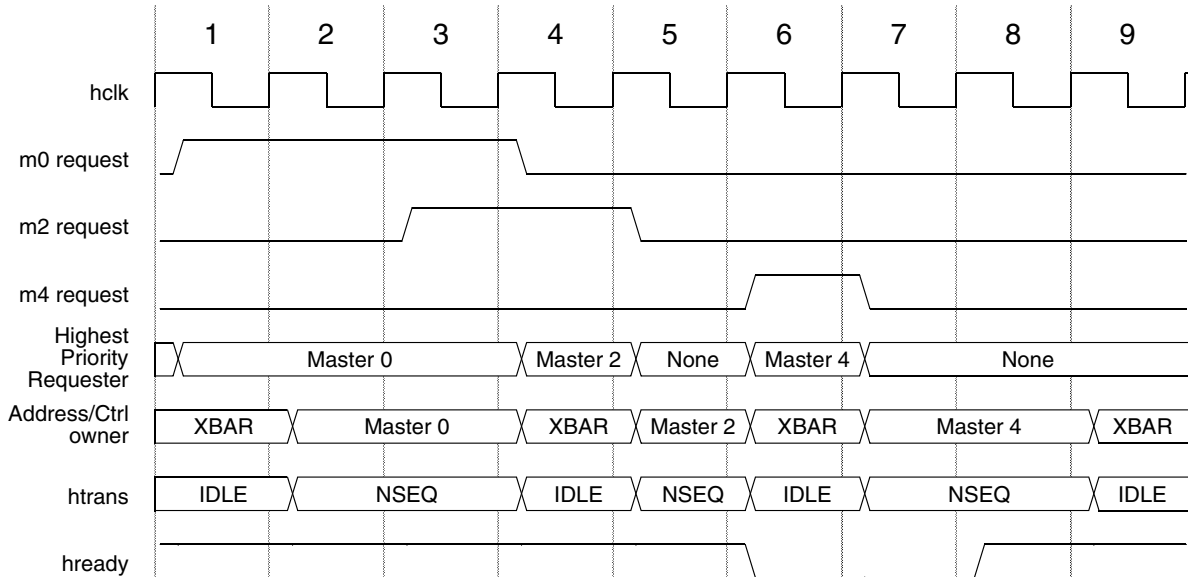 1 2 3 4 5 6 7 8 9
hclk
m0 request
m2 request
m4 request
Highest
Priority
Requester
Master 0 Master 2 None Master 4 None
Address/Ctrl
owner
XBAR Master 0 XBAR Master 2 XBAR Master 4 XBAR
htrans IDLE NSEQ IDLE NSEQ IDLE NSEQ IDLE
hready